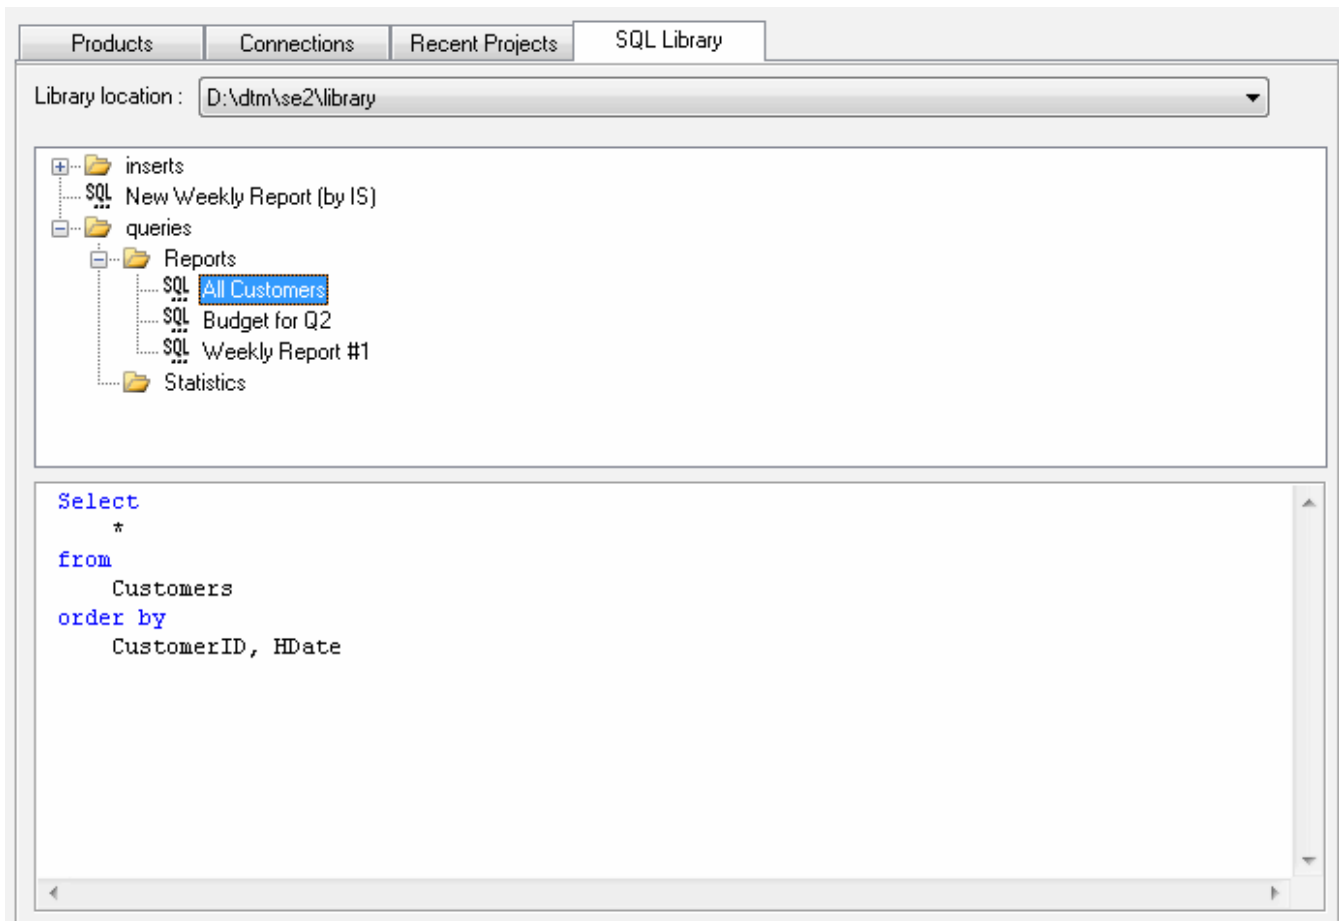 Products Connections Recent Projects SQL Library
Library location : D:\dtm\se2\library
inserts
SQL New Weekly Report (by IS)
queries
Reports
SQL All Customers
SQL Budget for Q2
SQL Weekly Report #1
Statistics
Select
*
from
Customers
order by
CustomerID, HDate